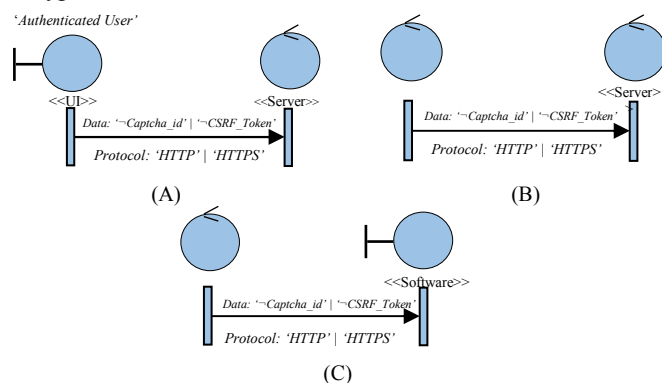 ‘Authenticated User’
<<UI>>
<<Server>>
Data: ‘¬Captcha_id’ | ‘¬CSRF_Token’
Protocol: ‘HTTP’ | ‘HTTPS’
(A)
<<Server>
Data: ‘¬Captcha_id’ | ‘¬CSRF_Token’
Protocol: ‘HTTP’ | ‘HTTPS’
(B)
<<Software>>
Data: ‘¬Captcha_id’ | ‘¬CSRF_Token’
Protocol: ‘HTTP’ | ‘HTTPS’
(C)